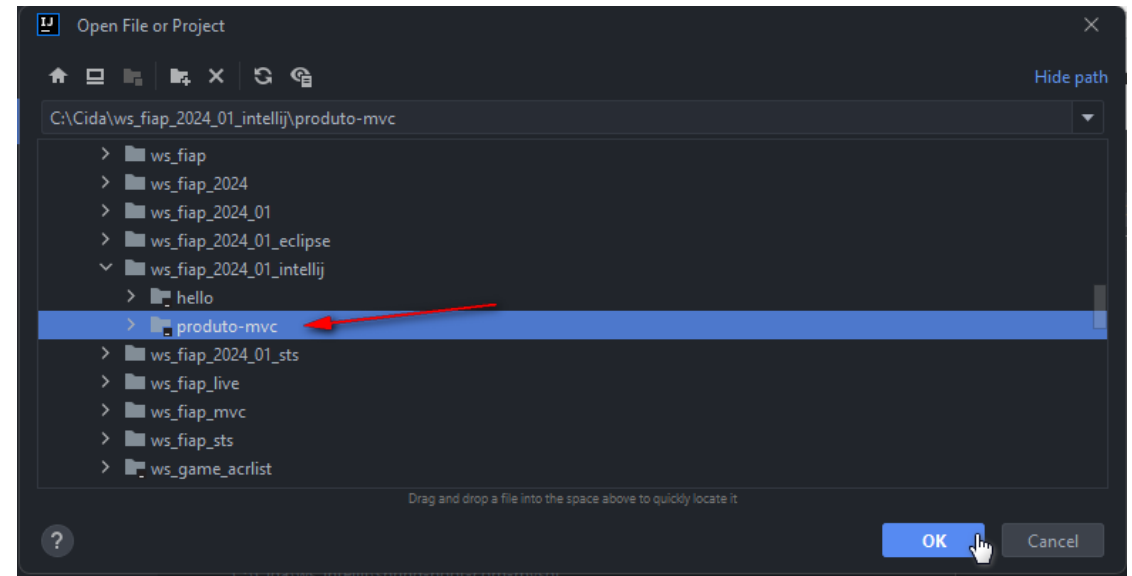 IJ Open File or Project
Hide path
C:\Cida\ws_fiap_2024_01_intellij\produto-mvc
ws_fiap
ws_fiap_2024
ws_fiap_2024_01
ws_fiap_2024_01_eclipse
ws_fiap_2024_01_intellij
hello
produto-mvc
ws_fiap_2024_01_sts
ws_fiap_live
ws_fiap_mvc
ws_fiap_sts
ws_game_acrlist
Drag and drop a file into the space above to quickly locate it
? OK Cancel